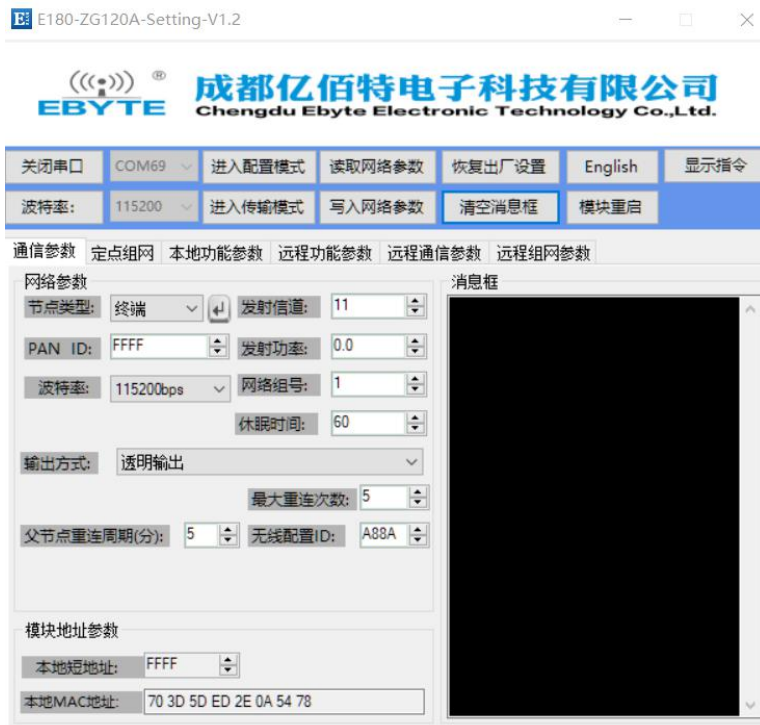 E180-ZG120A-Setting-V1.2
EBYTE ® 成都亿佰特电子科技有限公司
Chengdu Ebyte Electronic Technology Co.,Ltd.
关闭串口 COM69 进入配置模式 读取网络参数 恢复出厂设置 English 显示指令
波特率: 115200 进入传输模式 写入网络参数 清空消息框 模块重启
通信参数 定点组网 本地功能参数 远程功能参数 远程通信参数 远程组网参数
网络参数 消息框
节点类型: 终端 发射信道: 11
PAN ID: FFFF 发射功率: 0.0
波特率: 115200bps 网络组号: 1
休眠时间: 60
输出方式: 透明输出
最大重连次数: 5
父节点重连周期(分): 5 无线配置ID: A88A
模块地址参数
本地短地址: FFFF
本地MAC地址: 70 3D 5D ED 2E 0A 54 78